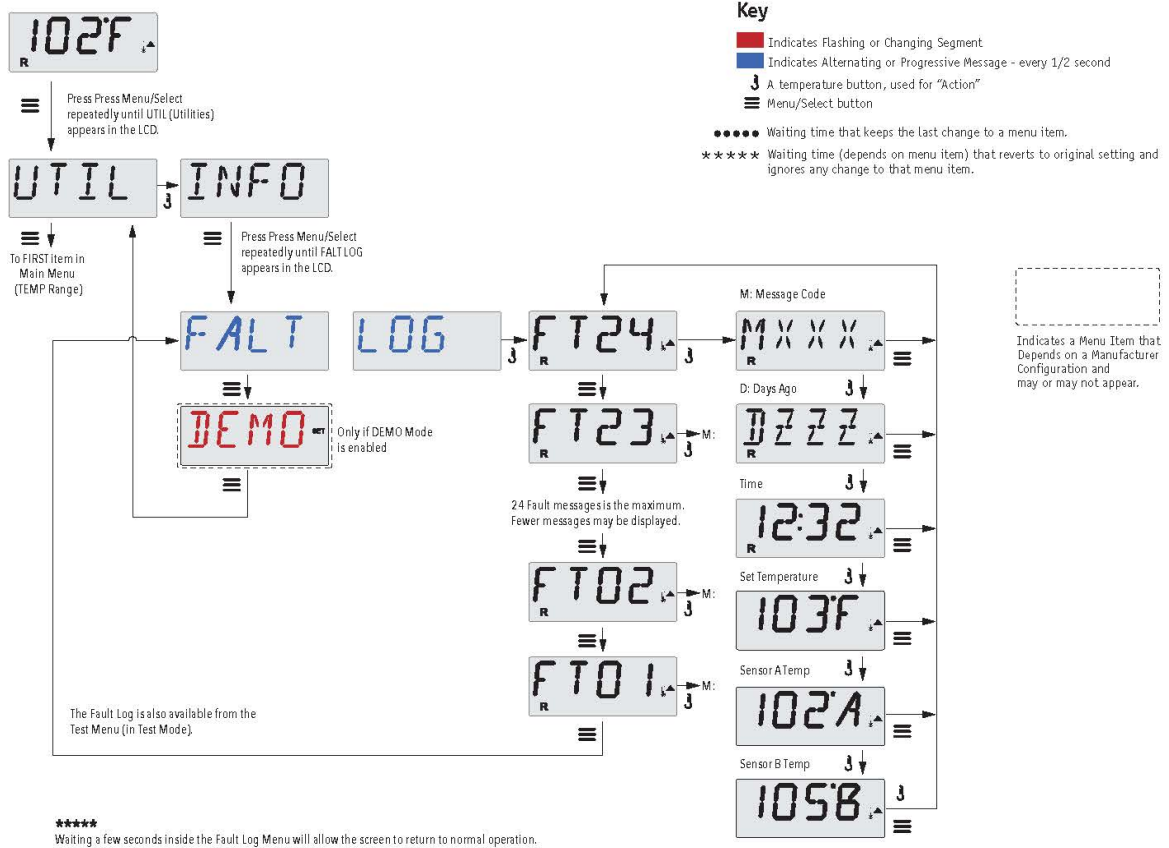 Key
Indicates Flashing or Changing Segment
Indicates Alternating or Progressive Message - every 1/2 second
A temperature button, used for “Action”
Menu/Select button
••••• Waiting time that keeps the last change to a menu item.
***** Waiting time (depends on menu item) that reverts to original setting and
ignores any change to that menu item.
102°F
R
Press Press Menu/Select
repeatedly until UTIL (Utilities)
appears in the LCD.
UTIL
INFO
To FIRST item in
Main Menu
(TEMP Range)
Press Press Menu/Select
repeatedly until FALT LOG
appears in the LCD.
FALT
LOG
DEMO SET
Only if DEMO Mode
is enabled
FT24
R
FT23
R
M:
24 Fault messages is the maximum.
Fewer messages may be displayed.
FT02
R
M:
FT01
R
M:
M: Message Code
MXXX
R
D: Days Ago
DZZZ
R
Time
12:32
R
Set Temperature
103°F
Sensor A Temp
102°A
Sensor B Temp
105°B
Indicates a Menu Item that
Depends on a Manufacturer
Configuration and
may or may not appear.
The Fault Log is also available from the
Test Menu (in Test Mode).
*****
Waiting a few seconds inside the Fault Log Menu will allow the screen to return to normal operation.